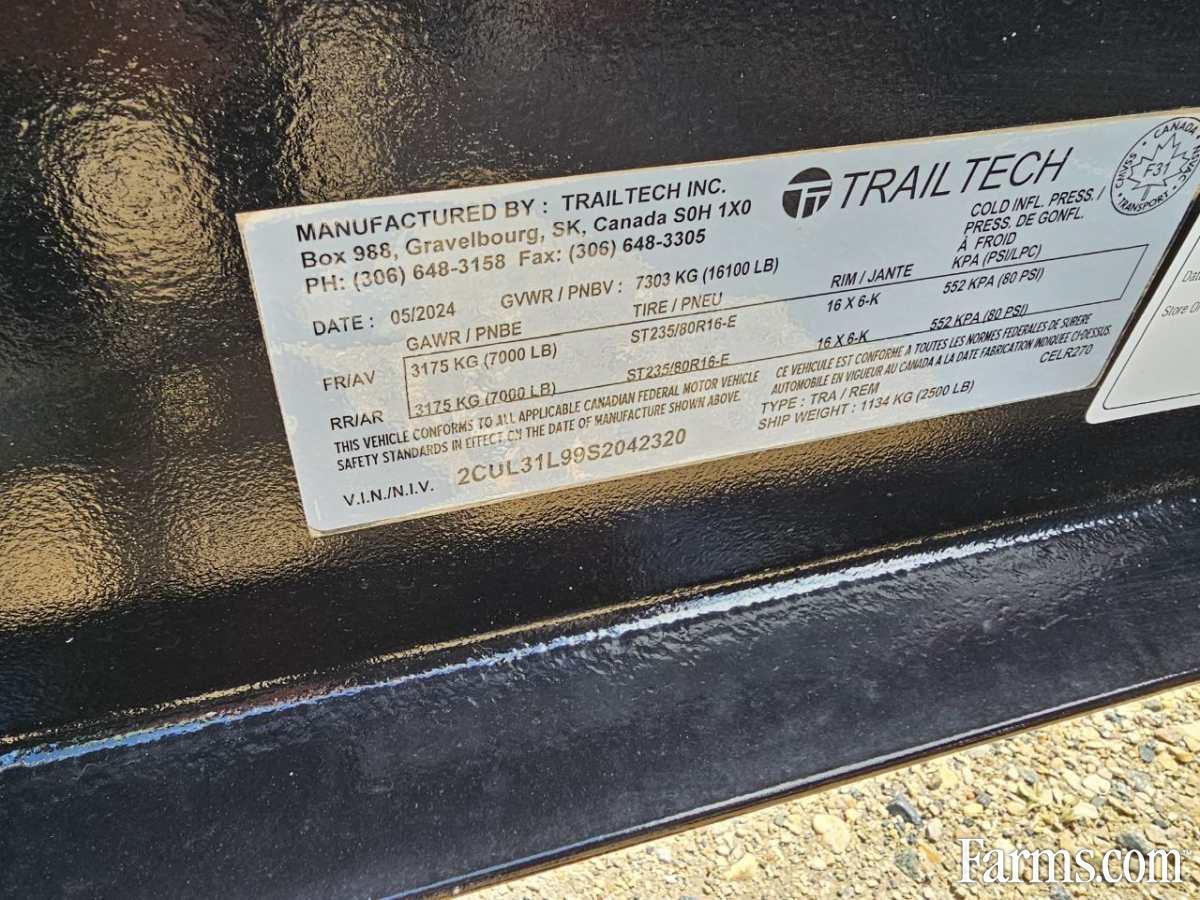 MANUFACTURED BY : TRAILTECH INC.
Box 988, Gravelbourg, SK, Canada S0H 1X0
PH: (306) 648-3158 Fax: (306) 648-3305
TRAILTECH
CANADA
TRANSPORT
F31
DATE : 05/2024 GVWR / PNBV : 7303 KG (16100 LB)
COLD INFL. PRESS. /
PRESS. DE GONFL.
À FROID
GAWR / PNBE TIRE / PNEU RIM / JANTE KPA (PSI/LPC)
FR/AV 3175 KG (7000 LB) ST235/80R16-E 16 X 6-K 552 KPA (80 PSI)
RR/AR 3175 KG (7000 LB) ST235/80R16-E 16 X 6-K 552 KPA (80 PSI)
THIS VEHICLE CONFORMS TO ALL APPLICABLE CANADIAN FEDERAL MOTOR VEHICLE
SAFETY STANDARDS IN EFFECT ON THE DATE OF MANUFACTURE SHOWN ABOVE.
CE VEHICULE EST CONFORME A TOUTES LES NORMES FEDERALES DE SURERE
AUTOMOBILE EN VIGUEUR AU CANADA A LA DATE FABRICATION INDIQUEE CI-DESSUS.
TYPE : TRA / REM CELR270
SHIP WEIGHT : 1134 KG (2500 LB)
V.I.N./N.I.V. 2CUL31L99S2042320
Store
Farms.com